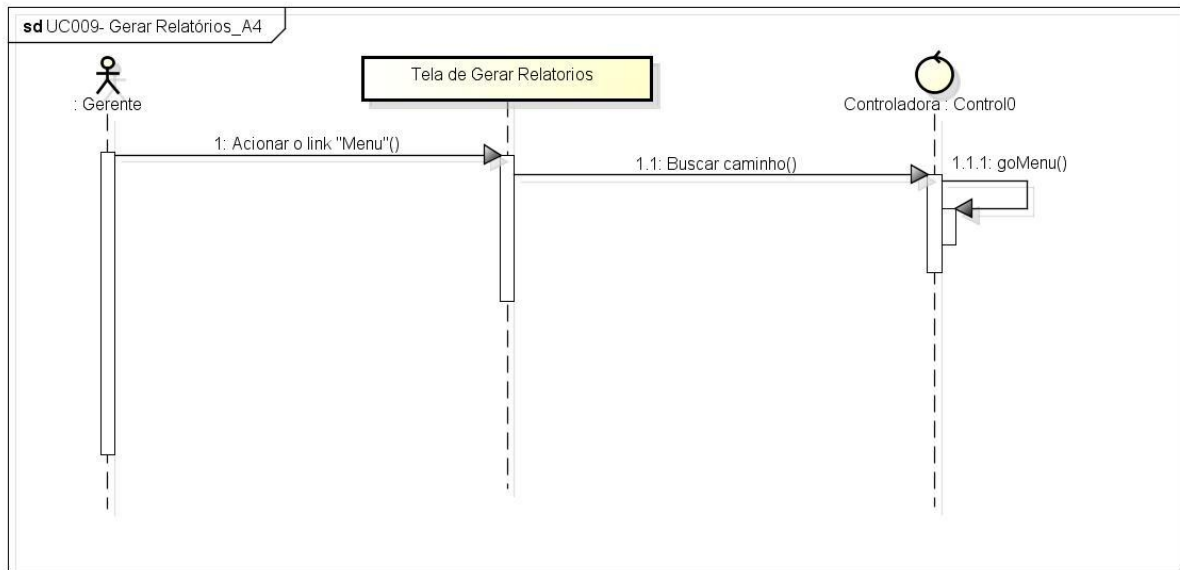 sd UC009- Gerar Relatórios_A4
: Gerente
Tela de Gerar Relatorios
Controladora : Control0
1: Acionar o link "Menu"()
1.1: Buscar caminho()
1.1.1: goMenu()